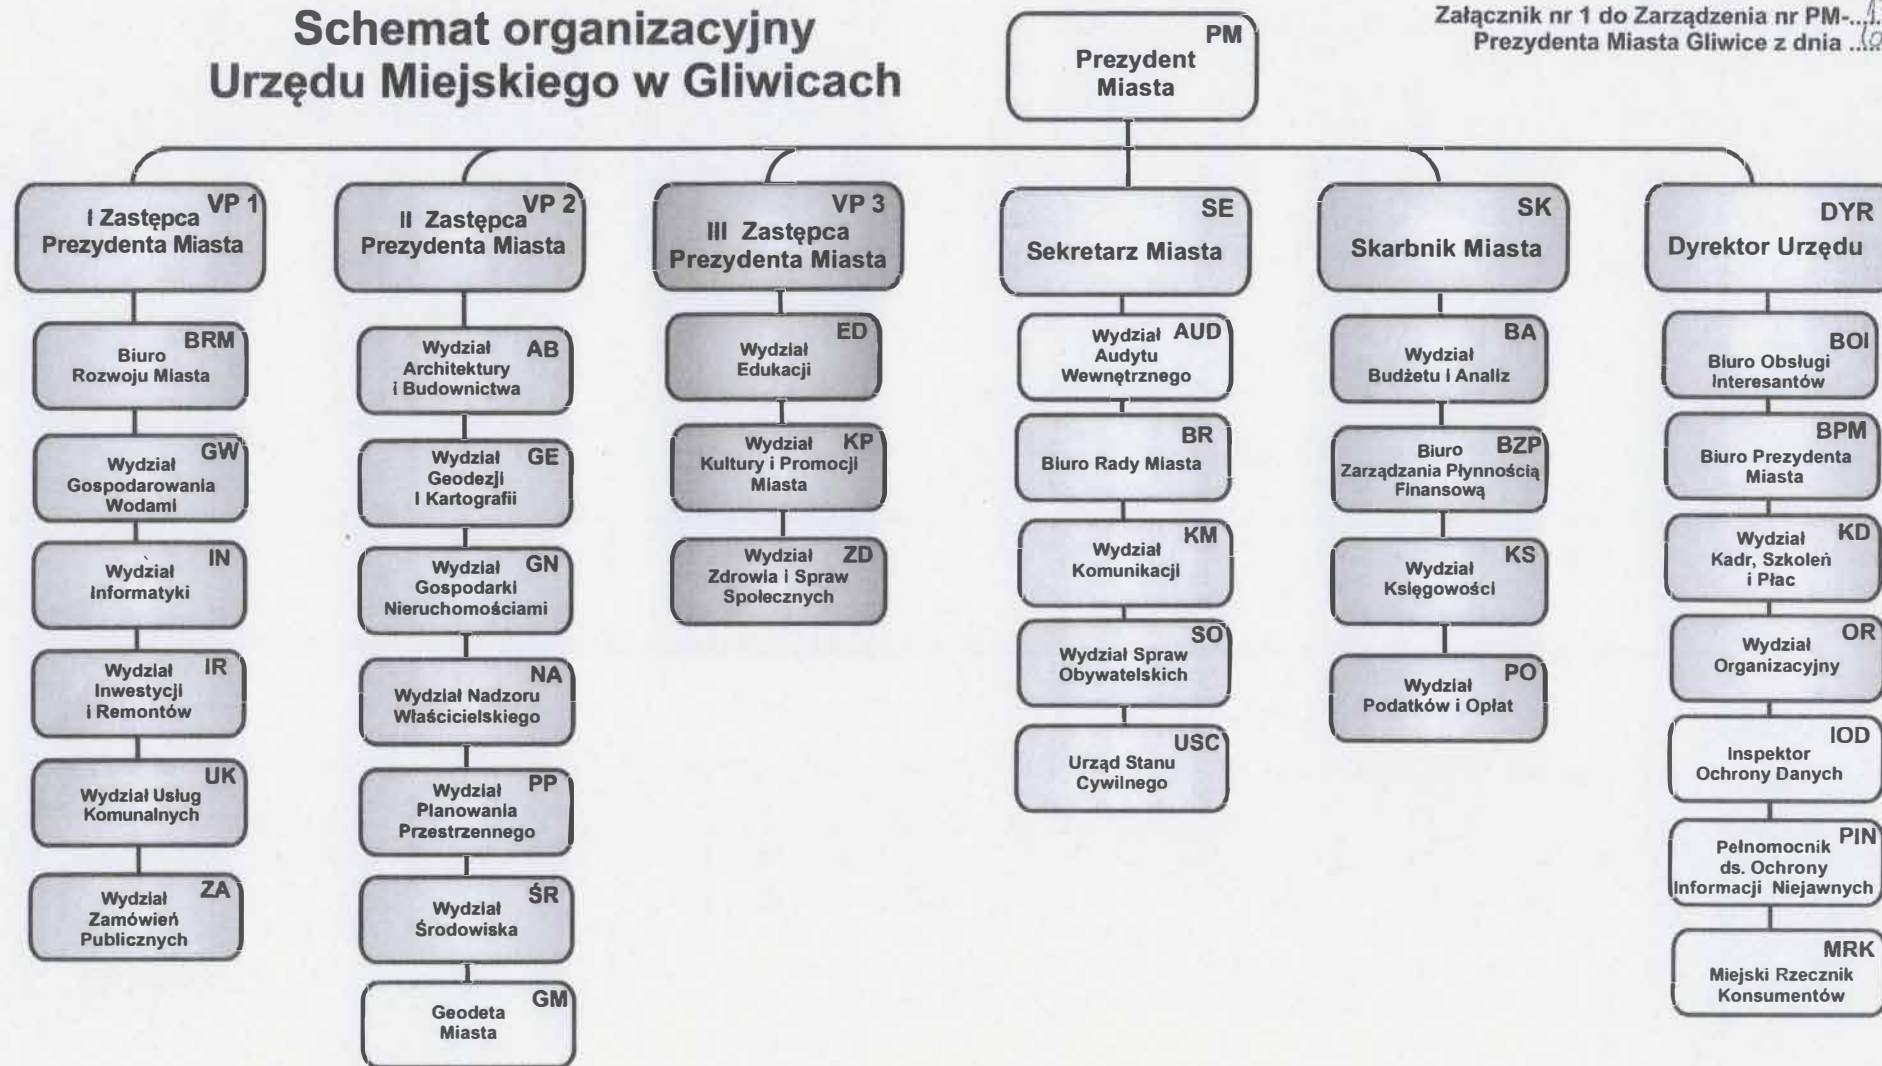 Schemat organizacyjny
Urzędu Miejskiego w Gliwicach
Załącznik nr 1 do Zarządzenia nr PM-...
Prezydenta Miasta Gliwice z dnia ...
PM
Prezydent
Miasta
VP 1
I Zastępca
Prezydenta Miasta
BRM
Biuro
Rozwoju Miasta
GW
Wydział
Gospodarowania
Wodami
IN
Wydział
Informatyki
IR
Wydział
Inwestycji
i Remontów
UK
Wydział Usług
Komunalnych
ZA
Wydział
Zamówień
Publicznych
VP 2
II Zastępca
Prezydenta Miasta
AB
Wydział
Architektury
i Budownictwa
GE
Wydział
Geodezji
I Kartografii
GN
Wydział
Gospodarki
Nieruchomościami
NA
Wydział Nadzoru
Właścicielskiego
PP
Wydział
Planowania
Przestrzennego
ŚR
Wydział
Środowiska
GM
Geodeta
Miasta
VP 3
III Zastępca
Prezydenta Miasta
ED
Wydział
Edukacji
KP
Wydział
Kultury i Promocji
Miasta
ZD
Wydział
Zdrowia i Spraw
Społecznych
SE
Sekretarz Miasta
AUD
Wydział
Audytu
Wewnętrznego
BR
Biuro Rady Miasta
KM
Wydział
Komunikacji
SO
Wydział Spraw
Obywatelskich
USC
Urząd Stanu
Cywilnego
SK
Skarbnik Miasta
BA
Wydział
Budżetu i Analiz
BZP
Biuro
Zarządzania Płynnością
Finansową
KS
Wydział
Księgowości
PO
Wydział
Podatków i Opłat
DYR
Dyrektor Urzędu
BOI
Biuro Obsługi
Interesantów
BPM
Biuro Prezydenta
Miasta
KD
Wydział
Kadr, Szkoleń
i Płac
OR
Wydział
Organizacyjny
IOD
Inspektor
Ochrony Danych
PIN
Pełnomocnik
ds. Ochrony
Informacji Niejawnych
MRK
Miejski Rzecznik
Konsumentów